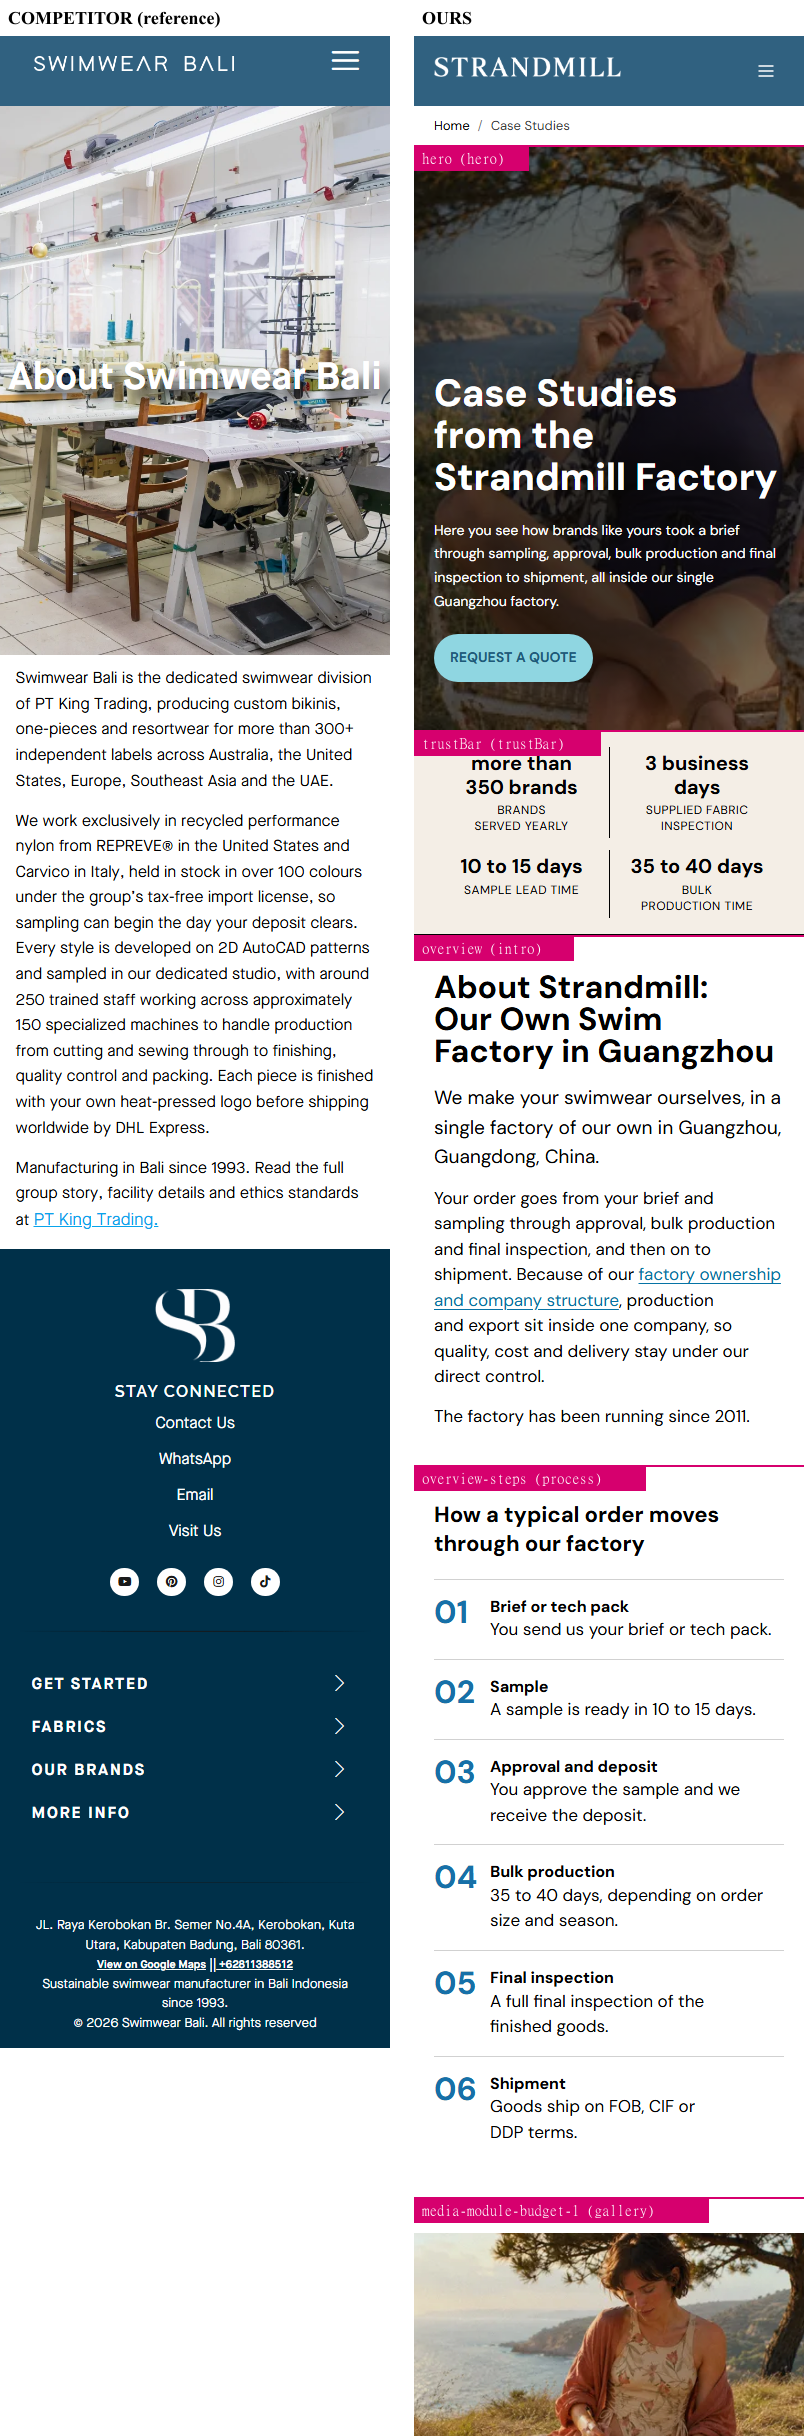 COMPETITOR (reference)
SWIMWEAR BALI
About Swimwear Bali
Swimwear Bali is the dedicated swimwear division
of PT King Trading, producing custom bikinis,
one-pieces and resortwear for more than 300+
independent labels across Australia, the United
States, Europe, Southeast Asia and the UAE.
We work exclusively in recycled performance
nylon from REPREVE® in the United States and
Carvico in Italy, held in stock in over 100 colours
under the group's tax-free import license, so
sampling can begin the day your deposit clears.
Every style is developed on 2D AutoCAD patterns
and sampled in our dedicated studio, with around
250 trained staff working across approximately
150 specialized machines to handle production
from cutting and sewing through to finishing,
quality control and packing. Each piece is finished
with your own heat-pressed logo before shipping
worldwide by DHL Express.
Manufacturing in Bali since 1993. Read the full
group story, facility details and ethics standards
at PT King Trading.
SB
STAY CONNECTED
Contact Us
WhatsApp
Email
Visit Us
GET STARTED
FABRICS
OUR BRANDS
MORE INFO
JL. Raya Kerobokan Br. Semer No.4A, Kerobokan, Kuta
Utara, Kabupaten Badung, Bali 80361.
View on Google Maps || +62811388512
Sustainable swimwear manufacturer in Bali Indonesia
since 1993.
© 2026 Swimwear Bali. All rights reserved
OURS
STRANDMILL
Home / Case Studies
hero (hero)
Case Studies
from the
Strandmill Factory
Here you see how brands like yours took a brief
through sampling, approval, bulk production and final
inspection to shipment, all inside our single
Guangzhou factory.
REQUEST A QUOTE
trustBar (trustBar)
more than
350 brands
BRANDS
SERVED YEARLY
3 business
days
SUPPLIED FABRIC
INSPECTION
10 to 15 days
SAMPLE LEAD TIME
35 to 40 days
BULK
PRODUCTION TIME
overview (intro)
About Strandmill:
Our Own Swim
Factory in Guangzhou
We make your swimwear ourselves, in a
single factory of our own in Guangzhou,
Guangdong, China.
Your order goes from your brief and
sampling through approval, bulk production
and final inspection, and then on to
shipment. Because of our factory ownership
and company structure, production
and export sit inside one company, so
quality, cost and delivery stay under our
direct control.
The factory has been running since 2011.
overview-steps (process)
How a typical order moves
through our factory
01
Brief or tech pack
You send us your brief or tech pack.
02
Sample
A sample is ready in 10 to 15 days.
03
Approval and deposit
You approve the sample and we
receive the deposit.
04
Bulk production
35 to 40 days, depending on order
size and season.
05
Final inspection
A full final inspection of the
finished goods.
06
Shipment
Goods ship on FOB, CIF or
DDP terms.
media-module-budget-1 (gallery)